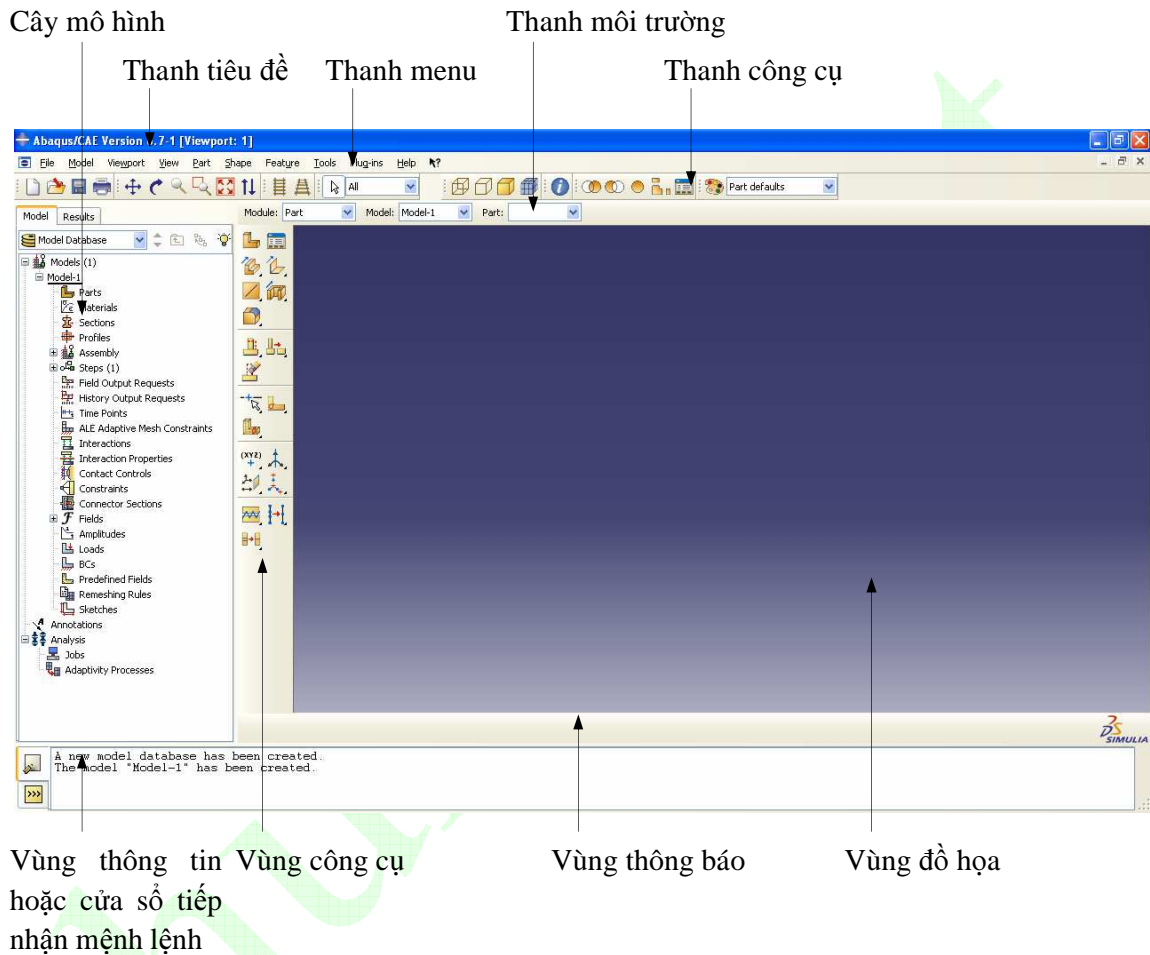 Cây mô hình
Thanh môi trường
Thanh tiêu đề
Thanh menu
Thanh công cụ
Abaqus/CAE Version 6.7-1 [Viewport: 1]
File Model Viewport View Part Shape Feature Tools Plug-ins Help
All
Part defaults
Model Results
Module: Part Model: Model-1 Part:
Model Database
Models (1)
Model-1
Parts
Materials
Sections
Profiles
Assembly
Steps (1)
Field Output Requests
History Output Requests
Time Points
ALE Adaptive Mesh Constraints
Interactions
Interaction Properties
Contact Controls
Constraints
Connector Sections
Fields
Amplitudes
Loads
BCs
Predefined Fields
Remeshing Rules
Sketches
Annotations
Analysis
Jobs
Adaptivity Processes
(XYZ)
SIMULIA
A new model database has been created.
The model "Model-1" has been created.
>>>
Vùng thông tin hoặc cửa sổ tiếp nhận mệnh lệnh
Vùng công cụ
Vùng thông báo
Vùng đồ họa